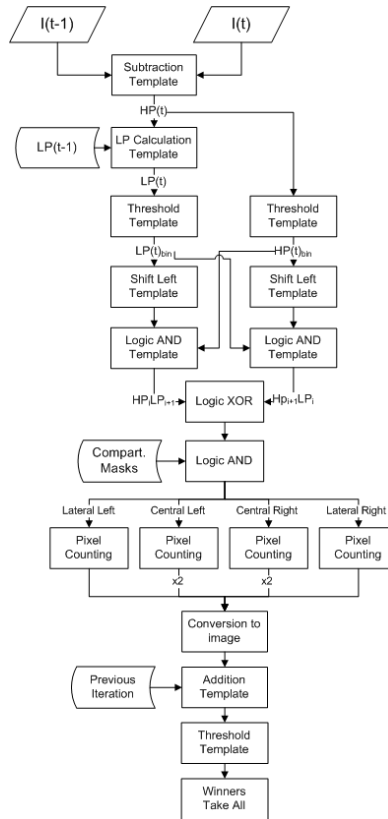 I(t-1)
I(t)
Subtraction
Template
HP(t)
LP(t-1)
LP Calculation
Template
LP(t)
Threshold
Template
Threshold
Template
LP(t)bin
HP(t)bin
Shift Left
Template
Shift Left
Template
Logic AND
Template
Logic AND
Template
HPiLPi+1
Logic XOR
Hpi+1LPi
Compart.
Masks
Logic AND
Lateral Left
Central Left
Central Right
Lateral Right
Pixel
Counting
Pixel
Counting
Pixel
Counting
Pixel
Counting
x2
x2
Conversion to
image
Previous
Iteration
Addition
Template
Threshold
Template
Winners
Take All